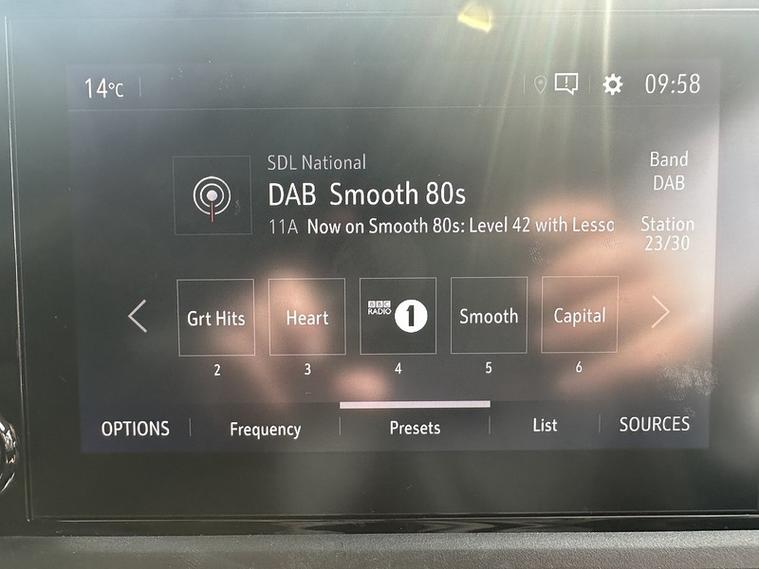 14°C
09:58
SDL National
DAB Smooth 80s
11A Now on Smooth 80s: Level 42 with Lesso
Band
DAB
Station
23/30
Grt Hits
Heart
BBC
RADIO 1
Smooth
Capital
2
3
4
5
6
OPTIONS
Frequency
Presets
List
SOURCES